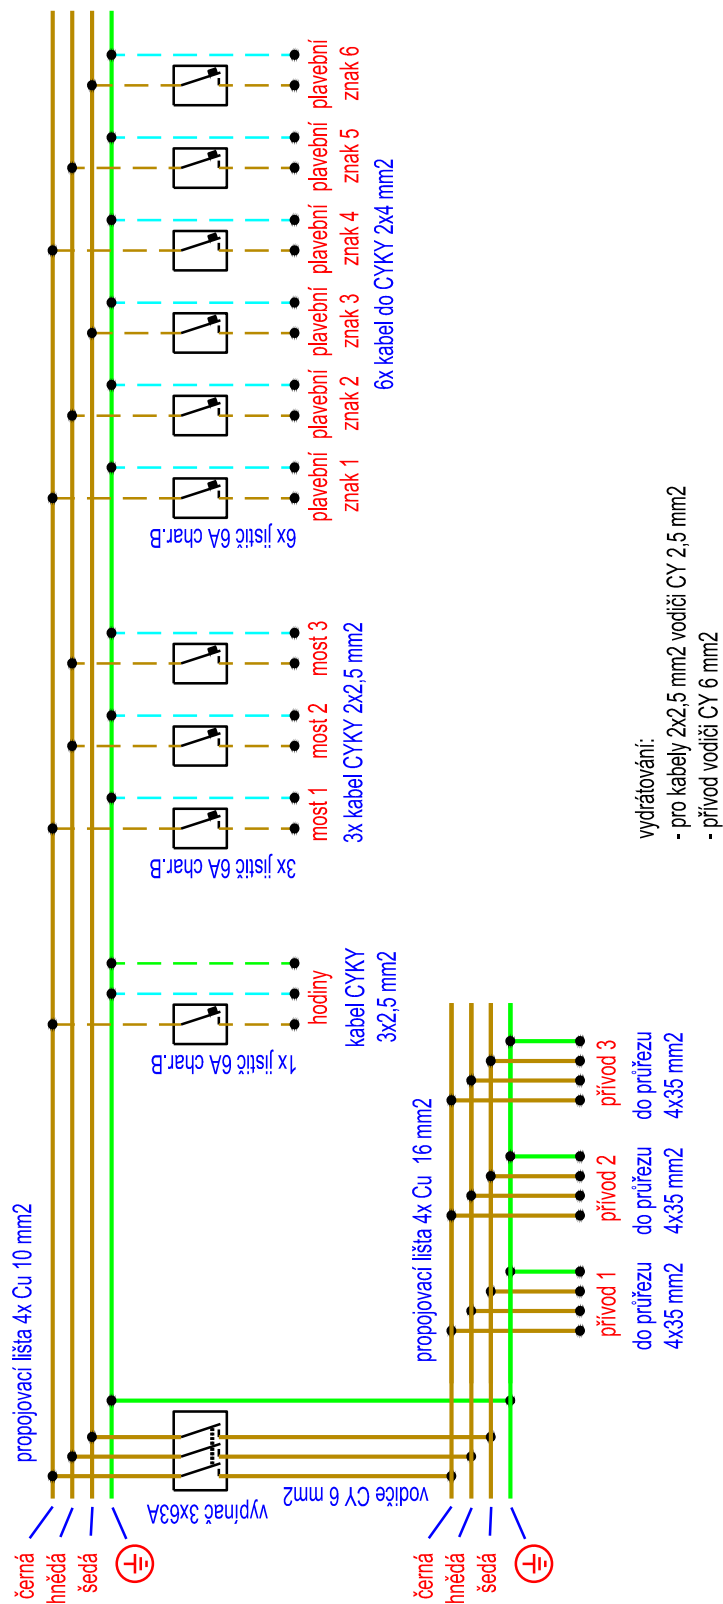 propojovací lišta 4x Cu 10 mm2
černá
hnědá
šedá
vypínač 3x63A
vodiče CY 6 mm2
1x jistič 6A char.B
hodiny
kabel CYKY
3x2,5 mm2
3x jistič 6A char.B
most 1
most 2
most 3
3x kabel CYKY 2x2,5 mm2
6x jistič 6A char.B
plavební
znak 1
plavební
znak 2
plavební
znak 3
plavební
znak 4
plavební
znak 5
plavební
znak 6
6x kabel do CYKY 2x4 mm2
propojovací lišta 4x Cu 16 mm2
černá
hnědá
šedá
přívod 1
do průřezu
4x35 mm2
přívod 2
do průřezu
4x35 mm2
přívod 3
do průřezu
4x35 mm2
vydrátování:
- pro kabely 2x2,5 mm2 vodiči CY 2,5 mm2
- přívod vodiči CY 6 mm2